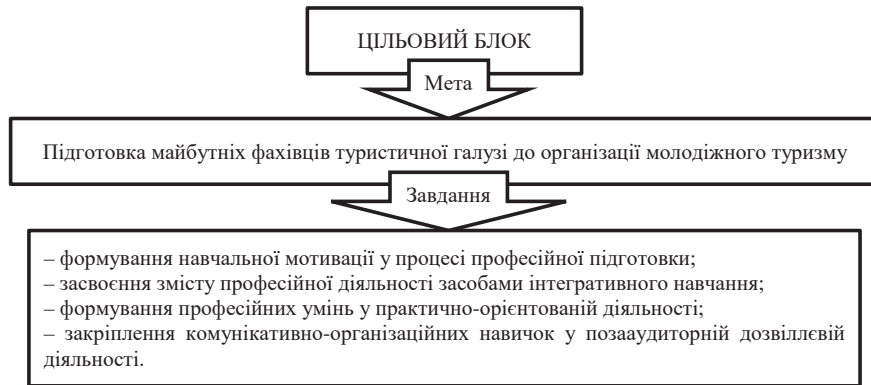 ЦІЛЬОВИЙ БЛОК
Мета
Підготовка майбутніх фахівців туристичної галузі до організації молодіжного туризму
Завдання
– формування навчальної мотивації у процесі професійної підготовки;
– засвоєння змісту професійної діяльності засобами інтегративного навчання;
– формування професійних умінь у практично-орієнтованій діяльності;
– закріплення комунікативно-організаційних навичок у позааудиторній дозвіллєвій
діяльності.